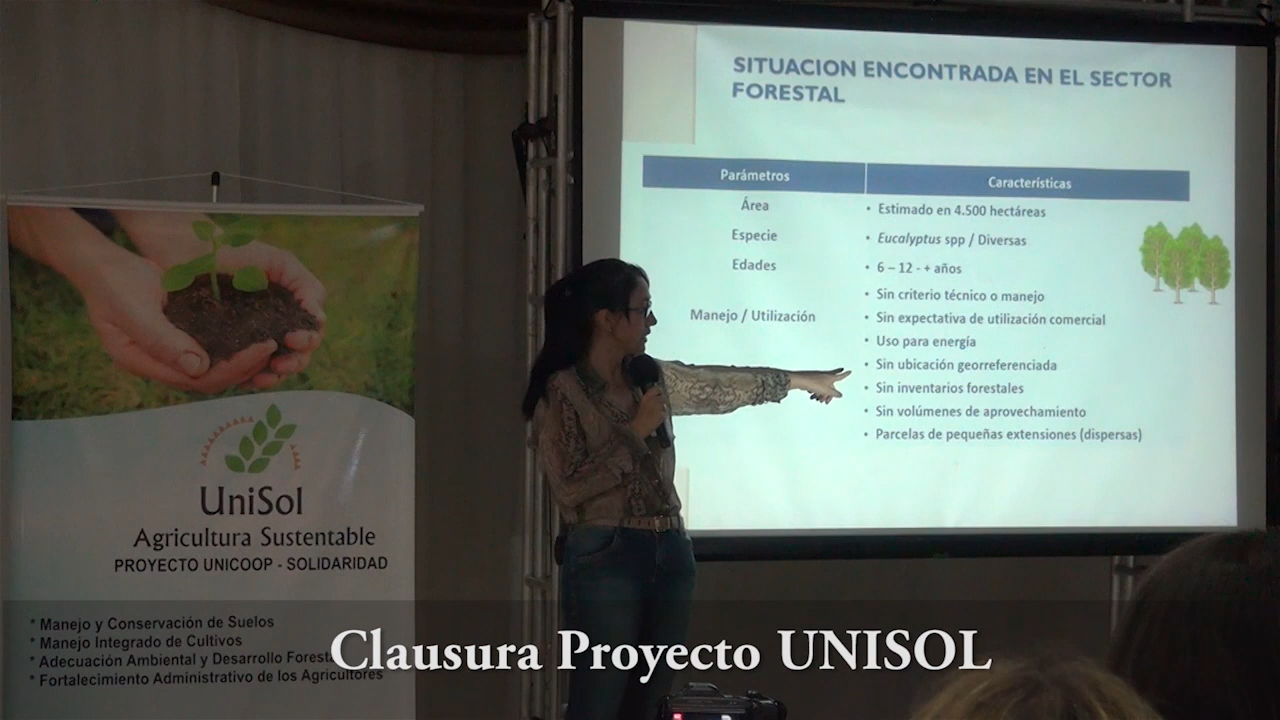 SITUACION ENCONTRADA EN EL SECTOR
FORESTAL
Parámetros
Características
Área
• Estimado en 4.500 hectáreas
Especie
• Eucalyptus spp / Diversas
Edades
• 6 – 12 - + años
Manejo / Utilización
• Sin criterio técnico o manejo
• Sin expectativa de utilización comercial
• Uso para energía
• Sin ubicación georreferenciada
• Sin inventarios forestales
• Sin volúmenes de aprovechamiento
• Parcelas de pequeñas extensiones (dispersas)
UniSol
Agricultura Sustentable
PROYECTO UNICOOP - SOLIDARIDAD
* Manejo y Conservación de Suelos
* Manejo Integrado de Cultivos
* Adecuación Ambiental y Desarrollo Foresta
* Fortalecimiento Administrativo de los Agricultores
Clausura Proyecto UNISOL